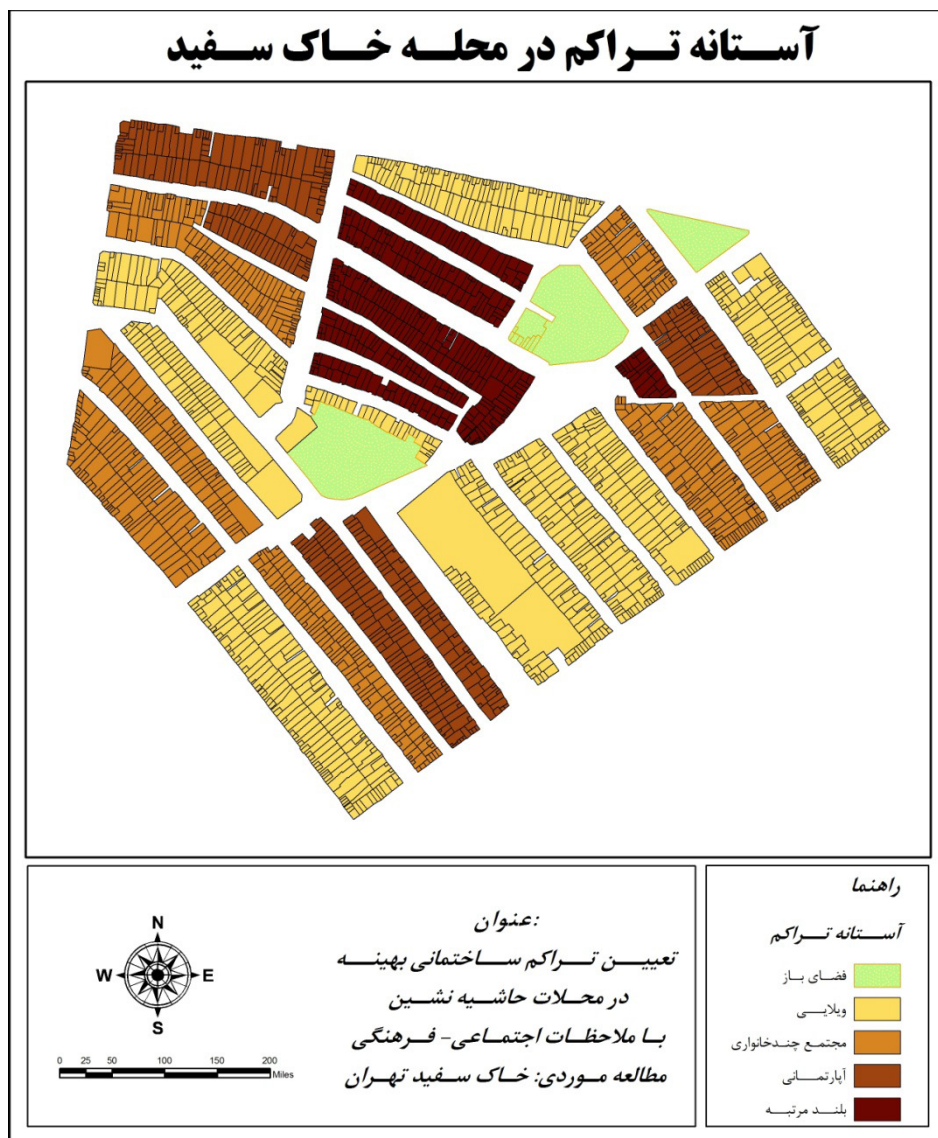 آستانه تراکم در محله خاک سفید
عنوان:
تعیین تراکم ساختمانی بهینه
در محلات حاشیه نشین
با ملاحظات اجتماعی- فرهنگی
مطالعه موردی: خاک سفید تهران
N
W E
S
0 25 50 100 150 200
Miles
راهنما
آستانه تراکم
فضای باز
ویلایی
مجتمع چندخانواری
آپارتمانی
بلند مرتبه